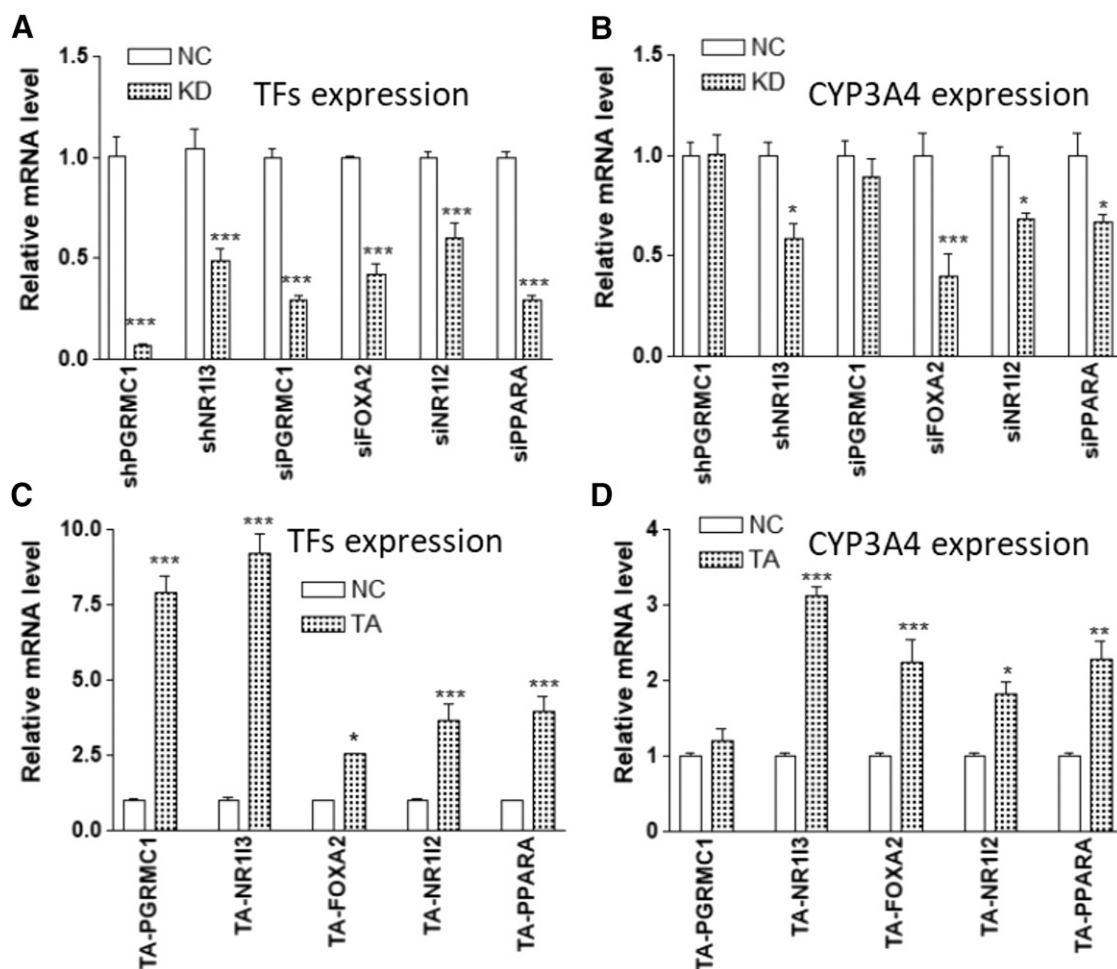 A
Relative mRNA level
1.5
1.0
0.5
0.0
NC
KD
TFs expression
***
***
***
***
***
***
shPGRMC1
shNR1I3
siPGRMC1
siFOXA2
siNR1I2
siPPARA
B
Relative mRNA level
1.5
1.0
0.5
0.0
NC
KD
CYP3A4 expression
*
***
*
*
shPGRMC1
shNR1I3
siPGRMC1
siFOXA2
siNR1I2
siPPARA
C
Relative mRNA level
10.0
7.5
5.0
2.5
0.0
TFs expression
NC
TA
***
***
*
***
***
TA-PGRMC1
TA-NR1I3
TA-FOXA2
TA-NR1I2
TA-PPARA
D
Relative mRNA level
4
3
2
1
0
NC
TA
CYP3A4 expression
***
***
*
**
TA-PGRMC1
TA-NR1I3
TA-FOXA2
TA-NR1I2
TA-PPARA